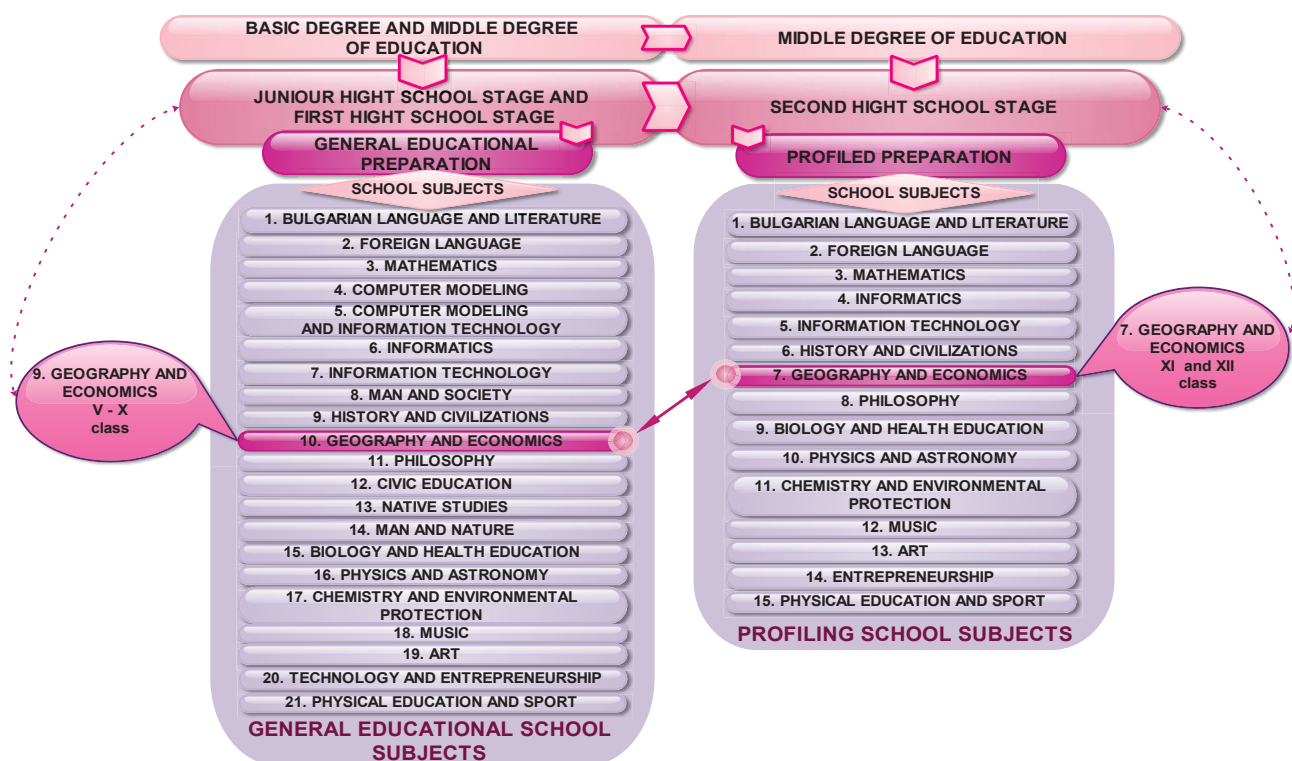 BASIC DEGREE AND MIDDLE DEGREE
OF EDUCATION
MIDDLE DEGREE OF EDUCATION
JUNIOUR HIGHT SCHOOL STAGE AND
FIRST HIGHT SCHOOL STAGE
SECOND HIGHT SCHOOL STAGE
GENERAL EDUCATIONAL
PREPARATION
PROFILED PREPARATION
SCHOOL SUBJECTS
1. BULGARIAN LANGUAGE AND LITERATURE
2. FOREIGN LANGUAGE
3. MATHEMATICS
4. COMPUTER MODELING
5. COMPUTER MODELING
AND INFORMATION TECHNOLOGY
6. INFORMATICS
7. INFORMATION TECHNOLOGY
8. MAN AND SOCIETY
9. HISTORY AND CIVILIZATIONS
10. GEOGRAPHY AND ECONOMICS
11. PHILOSOPHY
12. CIVIC EDUCATION
13. NATIVE STUDIES
14. MAN AND NATURE
15. BIOLOGY AND HEALTH EDUCATION
16. PHYSICS AND ASTRONOMY
17. CHEMISTRY AND ENVIRONMENTAL
PROTECTION
18. MUSIC
19. ART
20. TECHNOLOGY AND ENTREPRENEURSHIP
21. PHYSICAL EDUCATION AND SPORT
GENERAL EDUCATIONAL SCHOOL
SUBJECTS
9. GEOGRAPHY AND
ECONOMICS
V - X
class
SCHOOL SUBJECTS
1. BULGARIAN LANGUAGE AND LITERATURE
2. FOREIGN LANGUAGE
3. MATHEMATICS
4. INFORMATICS
5. INFORMATION TECHNOLOGY
6. HISTORY AND CIVILIZATIONS
7. GEOGRAPHY AND ECONOMICS
8. PHILOSOPHY
9. BIOLOGY AND HEALTH EDUCATION
10. PHYSICS AND ASTRONOMY
11. CHEMISTRY AND ENVIRONMENTAL
PROTECTION
12. MUSIC
13. ART
14. ENTREPRENEURSHIP
15. PHYSICAL EDUCATION AND SPORT
PROFILING SCHOOL SUBJECTS
7. GEOGRAPHY AND
ECONOMICS
XI and XII
class